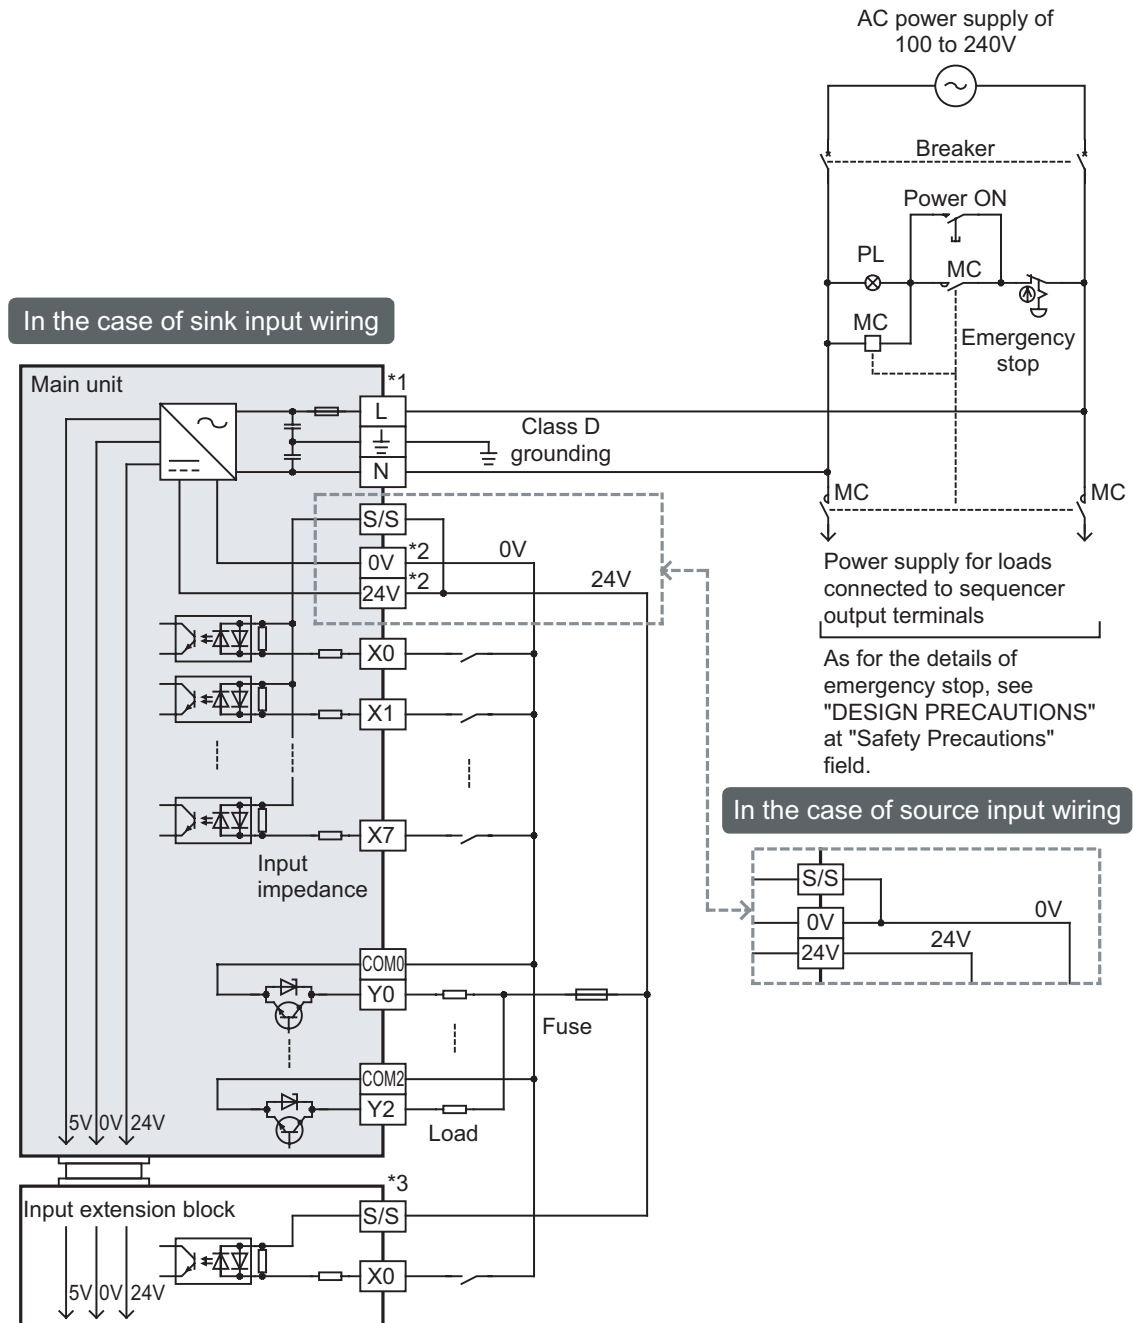 AC power supply of
100 to 240V
Breaker
Power ON
PL
MC
MC
Emergency
stop
In the case of sink input wiring
Main unit
*1
L
Class D
grounding
N
MC
MC
S/S
0V
*2
0V
24V
*2
24V
Power supply for loads
connected to sequencer
output terminals
X0
As for the details of
emergency stop, see
"DESIGN PRECAUTIONS"
at "Safety Precautions"
field.
X1
X7
Input
impedance
In the case of source input wiring
S/S
0V
0V
24V
24V
COM0
Y0
Fuse
COM2
Y2
Load
5V
0V
24V
*3
Input extension block
S/S
X0
5V
0V
24V